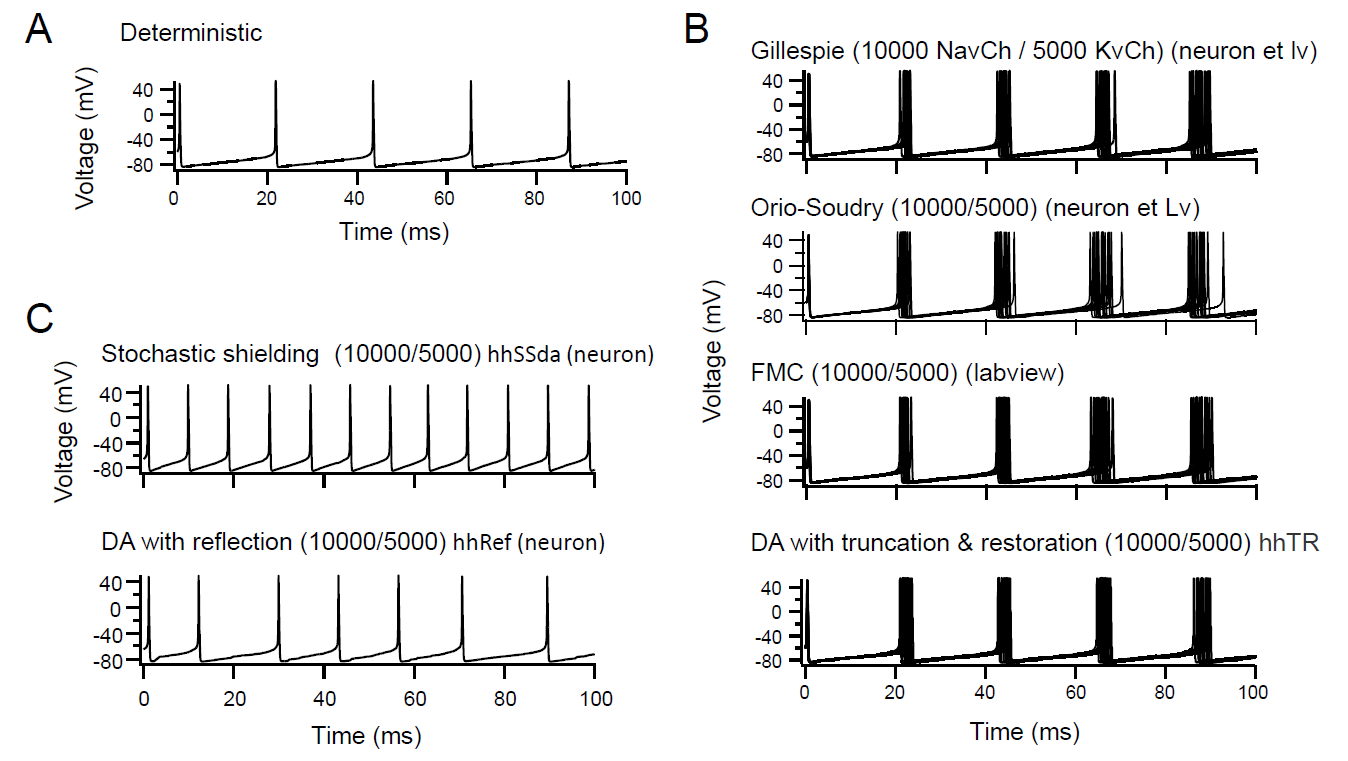 A
Deterministic
Voltage (mV)
40
0
-40
-80
0 20 40 60 80 100
Time (ms)
B
Gillespie (10000 NavCh / 5000 KvCh) (neuron et lv)
40
0
-40
-80
Orio-Soudry (10000/5000) (neuron et Lv)
40
0
-40
-80
Voltage (mV)
FMC (10000/5000) (labview)
40
0
-40
-80
DA with truncation & restoration (10000/5000) hhTR
40
0
-40
-80
0 20 40 60 80 100
Time (ms)
C
Stochastic shielding (10000/5000) hhSSda (neuron)
Voltage (mV)
40
0
-40
-80
DA with reflection (10000/5000) hhRef (neuron)
40
0
-40
-80
0 20 40 60 80 100
Time (ms)